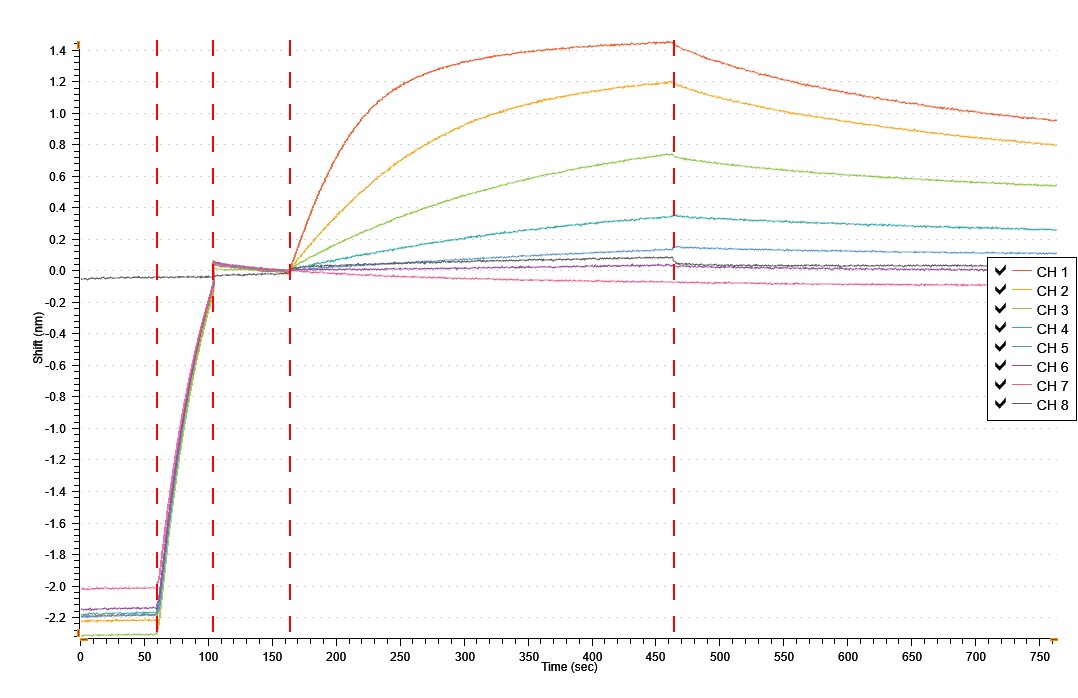 1.4
1.2
1.0
0.8
0.6
0.4
0.2
0.0
-0.2
-0.4
-0.6
-0.8
-1.0
-1.2
-1.4
-1.6
-1.8
-2.0
-2.2
Shift (nm)
0 50 100 150 200 250 300 350 400 450 500 550 600 650 700 750
Time (sec)
CH 1
CH 2
CH 3
CH 4
CH 5
CH 6
CH 7
CH 8